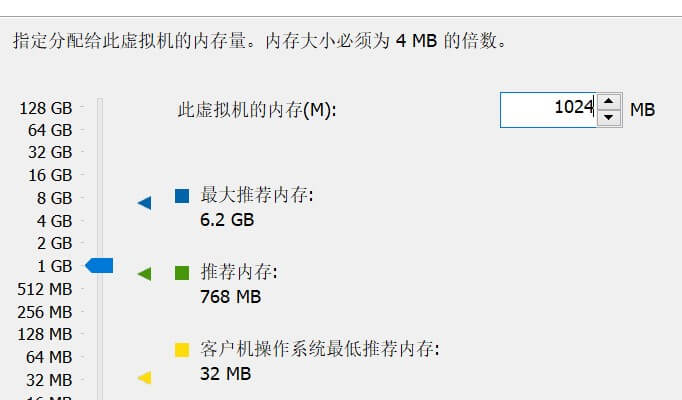 指定分配给此虚拟机的内存量。内存大小必须为 4 MB 的倍数。
此虚拟机的内存(M): 1024 MB
128 GB
64 GB
32 GB
16 GB
8 GB
4 GB
2 GB
1 GB
512 MB
256 MB
128 MB
64 MB
32 MB
16 MB
最大推荐内存:
6.2 GB
推荐内存:
768 MB
客户机操作系统最低推荐内存:
32 MB